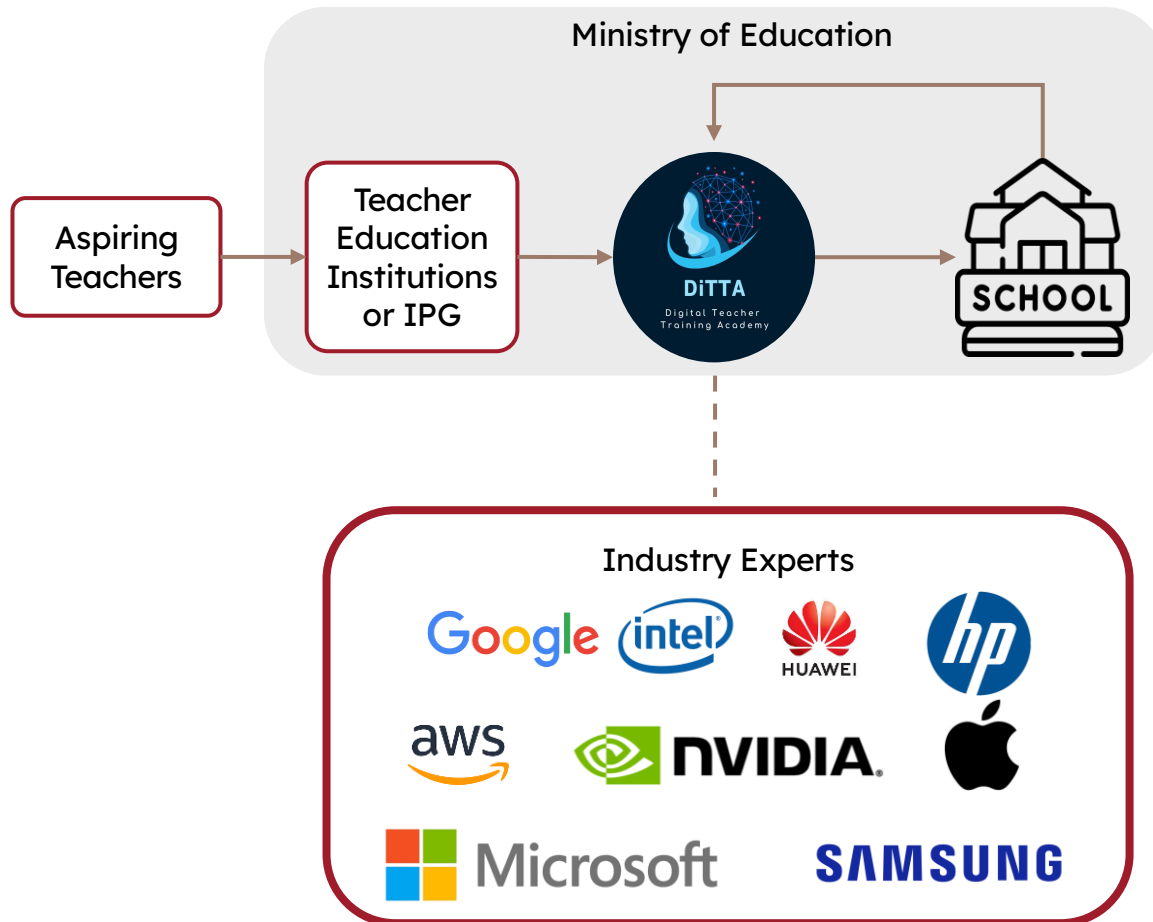 Ministry of Education
Aspiring
Teachers
Teacher
Education
Institutions
or IPG
DiTTA
Digital Teacher
Training Academy
SCHOOL
Industry Experts
Google
intel
HUAWEI
hp
aws
NVIDIA.
Microsoft
SAMSUNG